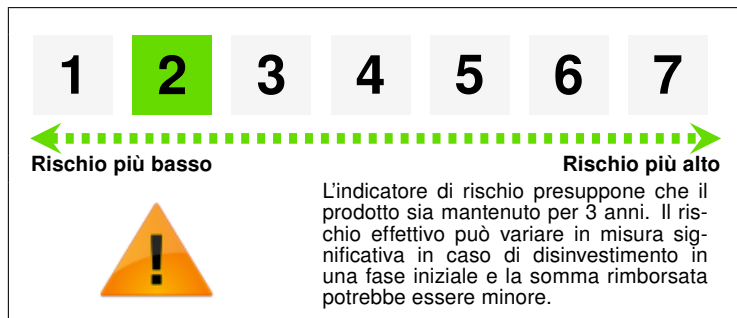 1 2 3 4 5 6 7
Rischio più basso Rischio più alto
L'indicatore di rischio presuppone che il
prodotto sia mantenuto per 3 anni. Il ris-
chio effettivo può variare in misura sig-
nificativa in caso di disinvestimento in
una fase iniziale e la somma rimborsata
potrebbe essere minore.
!